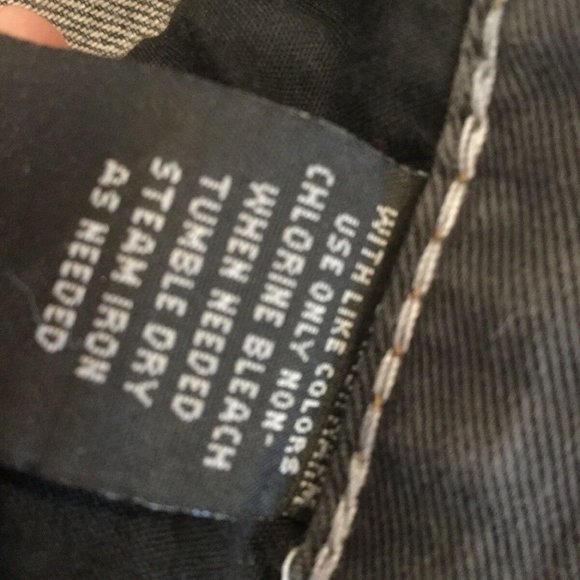 WITH LIKE COLORS
USE ONLY NON-
CHLORINE BLEACH
WHEN NEEDED
TUMBLE DRY
STEAM IRON
AS NEEDED